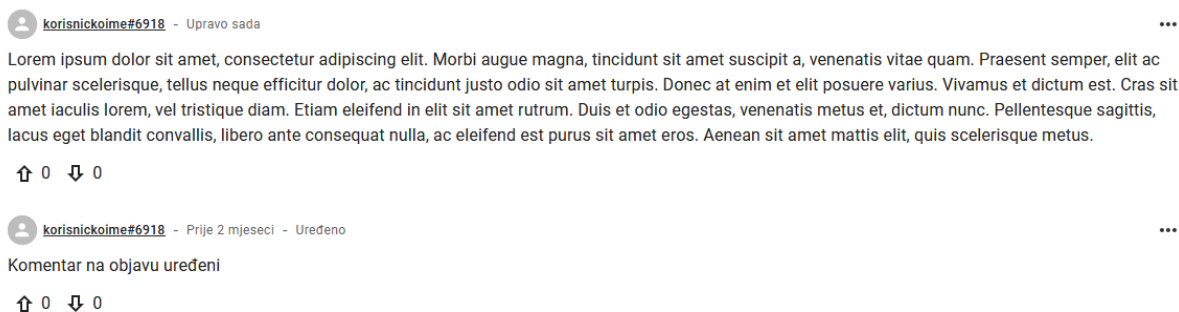 korisnickoime#6918 - Upravo sada
Lorem ipsum dolor sit amet, consectetur adipiscing elit. Morbi augue magna, tincidunt sit amet suscipit a, venenatis vitae quam. Praesent semper, elit ac
pulvinar scelerisque, tellus neque efficitur dolor, ac tincidunt justo odio sit amet turpis. Donec at enim et elit posuere varius. Vivamus et dictum est. Cras sit
amet iaculis lorem, vel tristique diam. Etiam eleifend in elit sit amet rutrum. Duis et odio egestas, venenatis metus et, dictum nunc. Pellentesque sagittis,
lacus eget blandit convallis, libero ante consequat nulla, ac eleifend est purus sit amet eros. Aenean sit amet mattis elit, quis scelerisque metus.
0 0
korisnickoime#6918 - Prije 2 mjeseci - Uređeno
Komentar na objavu uređeni
0 0